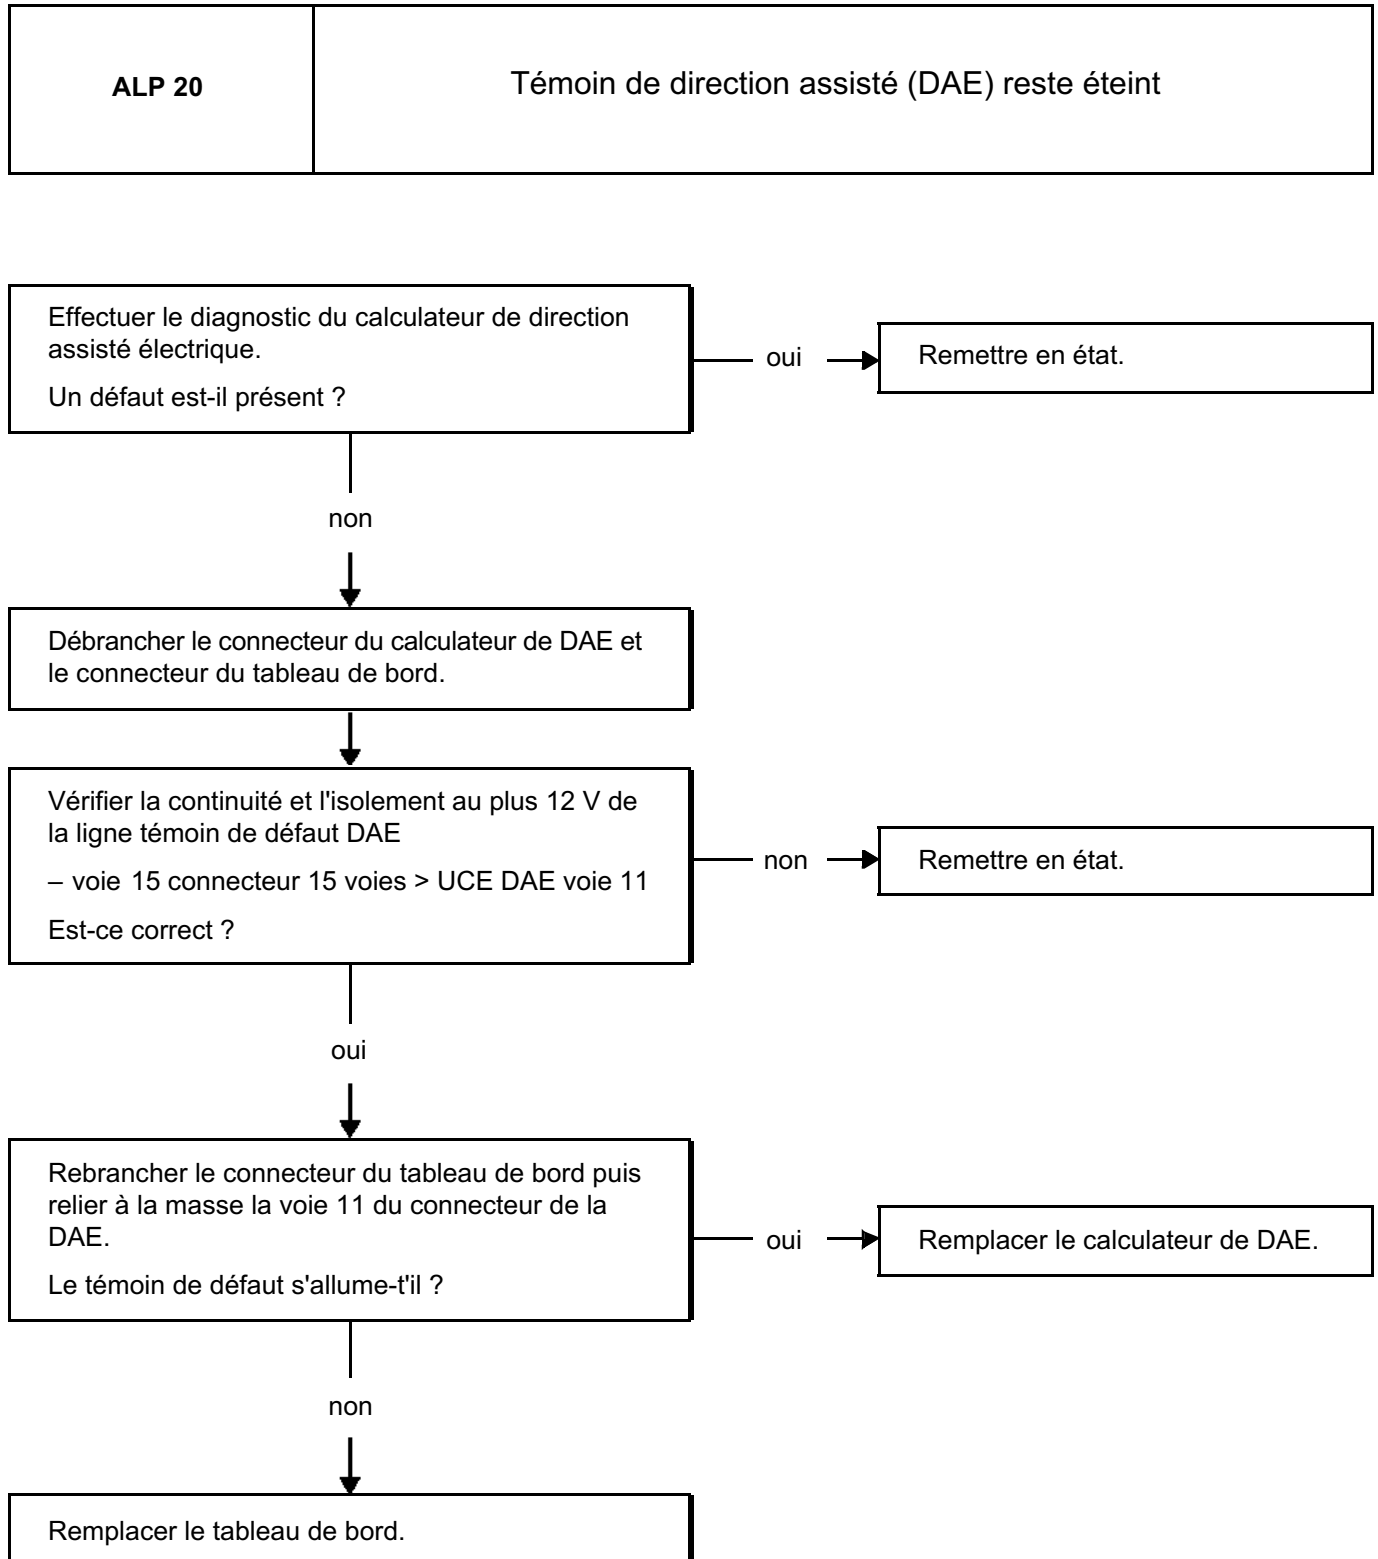 ALP 20
Témoin de direction assisté (DAE) reste éteint
Effectuer le diagnostic du calculateur de direction
assisté électrique.
Un défaut est-il présent ?
oui
Remettre en état.
non
Débrancher le connecteur du calculateur de DAE et
le connecteur du tableau de bord.
Vérifier la continuité et l'isolement au plus 12 V de
la ligne témoin de défaut DAE
– voie 15 connecteur 15 voies > UCE DAE voie 11
Est-ce correct ?
non
Remettre en état.
oui
Rebrancher le connecteur du tableau de bord puis
relier à la masse la voie 11 du connecteur de la
DAE.
Le témoin de défaut s'allume-t'il ?
oui
Remplacer le calculateur de DAE.
non
Remplacer le tableau de bord.